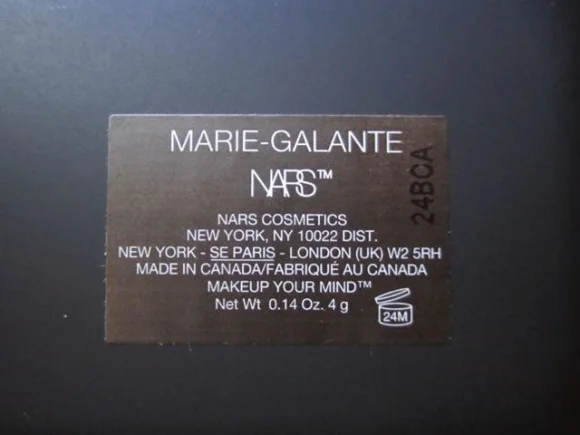 MARIE-GALANTE
NARS™
24BCA
NARS COSMETICS
NEW YORK, NY 10022 DIST.
NEW YORK - SE PARIS - LONDON (UK) W2 5RH
MADE IN CANADA/FABRIQUÉ AU CANADA
MAKEUP YOUR MIND™
Net Wt 0.14 Oz. 4 g
24M